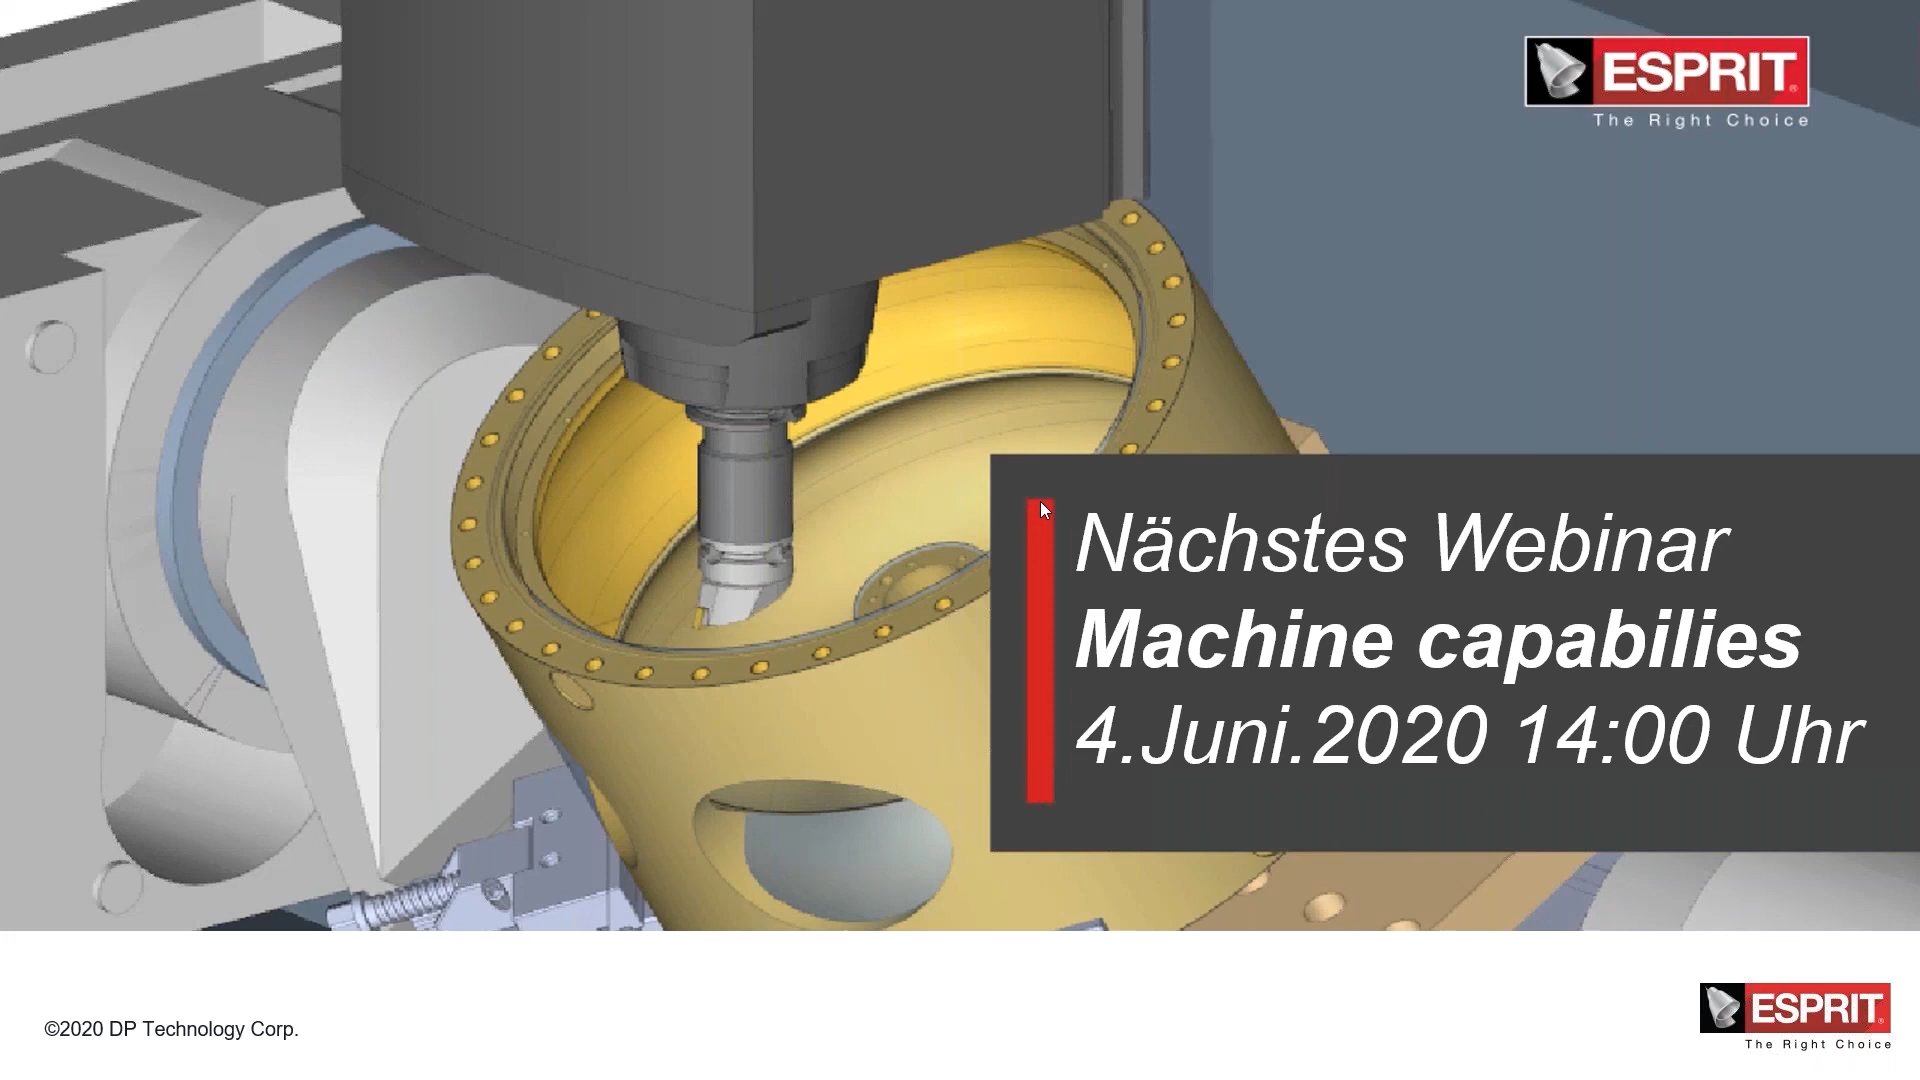 ESPRIT®
The Right Choice
Nächstes Webinar
Machine capabilies
4.Juni.2020 14:00 Uhr
©2020 DP Technology Corp.
ESPRIT®
The Right Choice